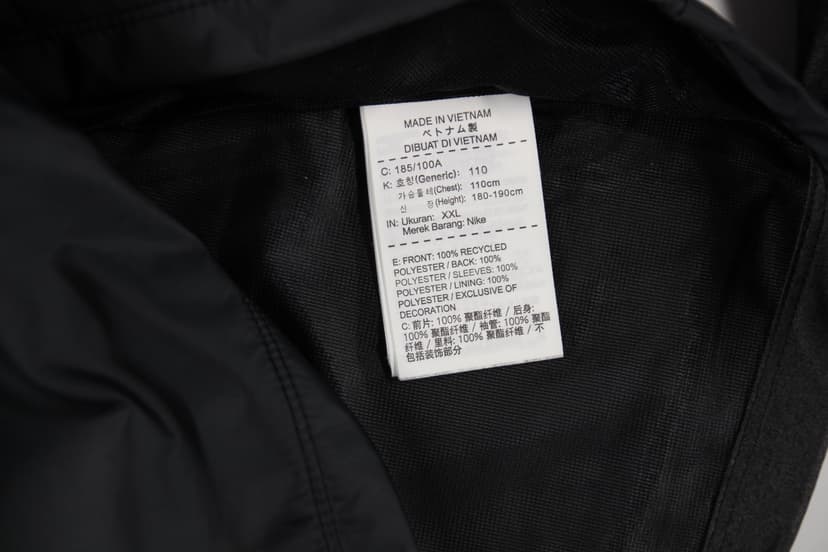 MADE IN VIETNAM
ベトナム製
DIBUAT DI VIETNAM
C: 185/100A
K: 호칭(Generic): 110
가슴둘레(Chest): 110cm
신 장(Height): 180-190cm
IN: Ukuran: XXL
Merek Barang: Nike
E: FRONT: 100% RECYCLED
POLYESTER / BACK: 100%
POLYESTER / SLEEVES: 100%
POLYESTER / LINING: 100%
POLYESTER / EXCLUSIVE OF
DECORATION
C: 前片: 100% 聚酯纤维 / 后身:
100% 聚酯纤维 / 袖管: 100% 聚酯
纤维 / 里料: 100% 聚酯纤维 / 不
包括装饰部分